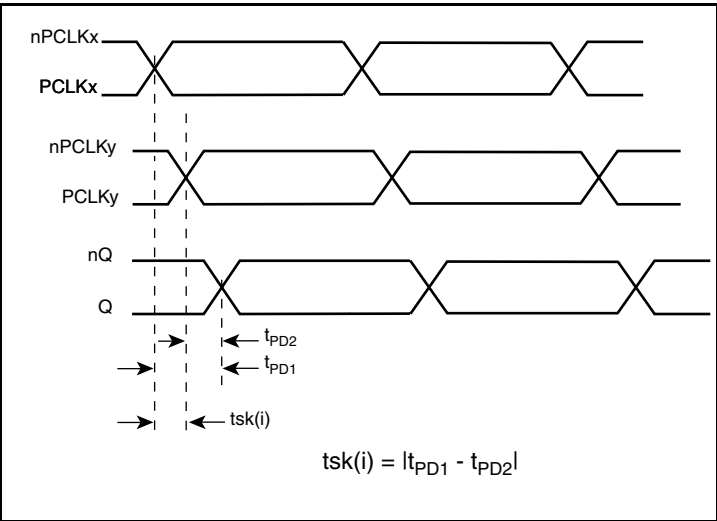 nPCLKx
PCLKx
nPCLKy
PCLKy
nQ
Q
tPD2
tPD1
tsk(i)
tsk(i) = |tPD1 - tPD2|